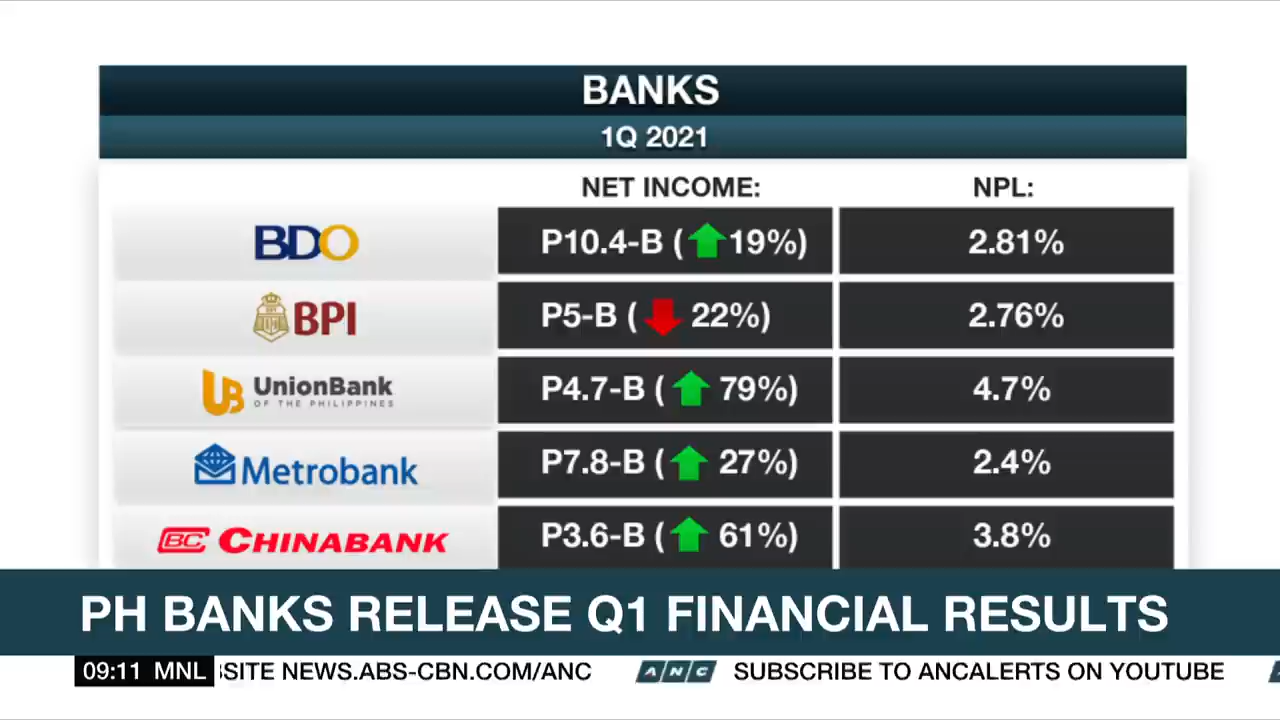 BANKS
1Q 2021
NET INCOME: NPL:
BDO P10.4-B (19%) 2.81%
BPI P5-B ( 22%) 2.76%
UB UnionBank P4.7-B ( 79%) 4.7%
OF THE PHILIPPINES
Metrobank P7.8-B ( 27%) 2.4%
CBC CHINABANK P3.6-B ( 61%) 3.8%
PH BANKS RELEASE Q1 FINANCIAL RESULTS
09:11 MNL SITE NEWS.ABS-CBN.COM/ANC ANC SUBSCRIBE TO ANCALERTS ON YOUTUBE